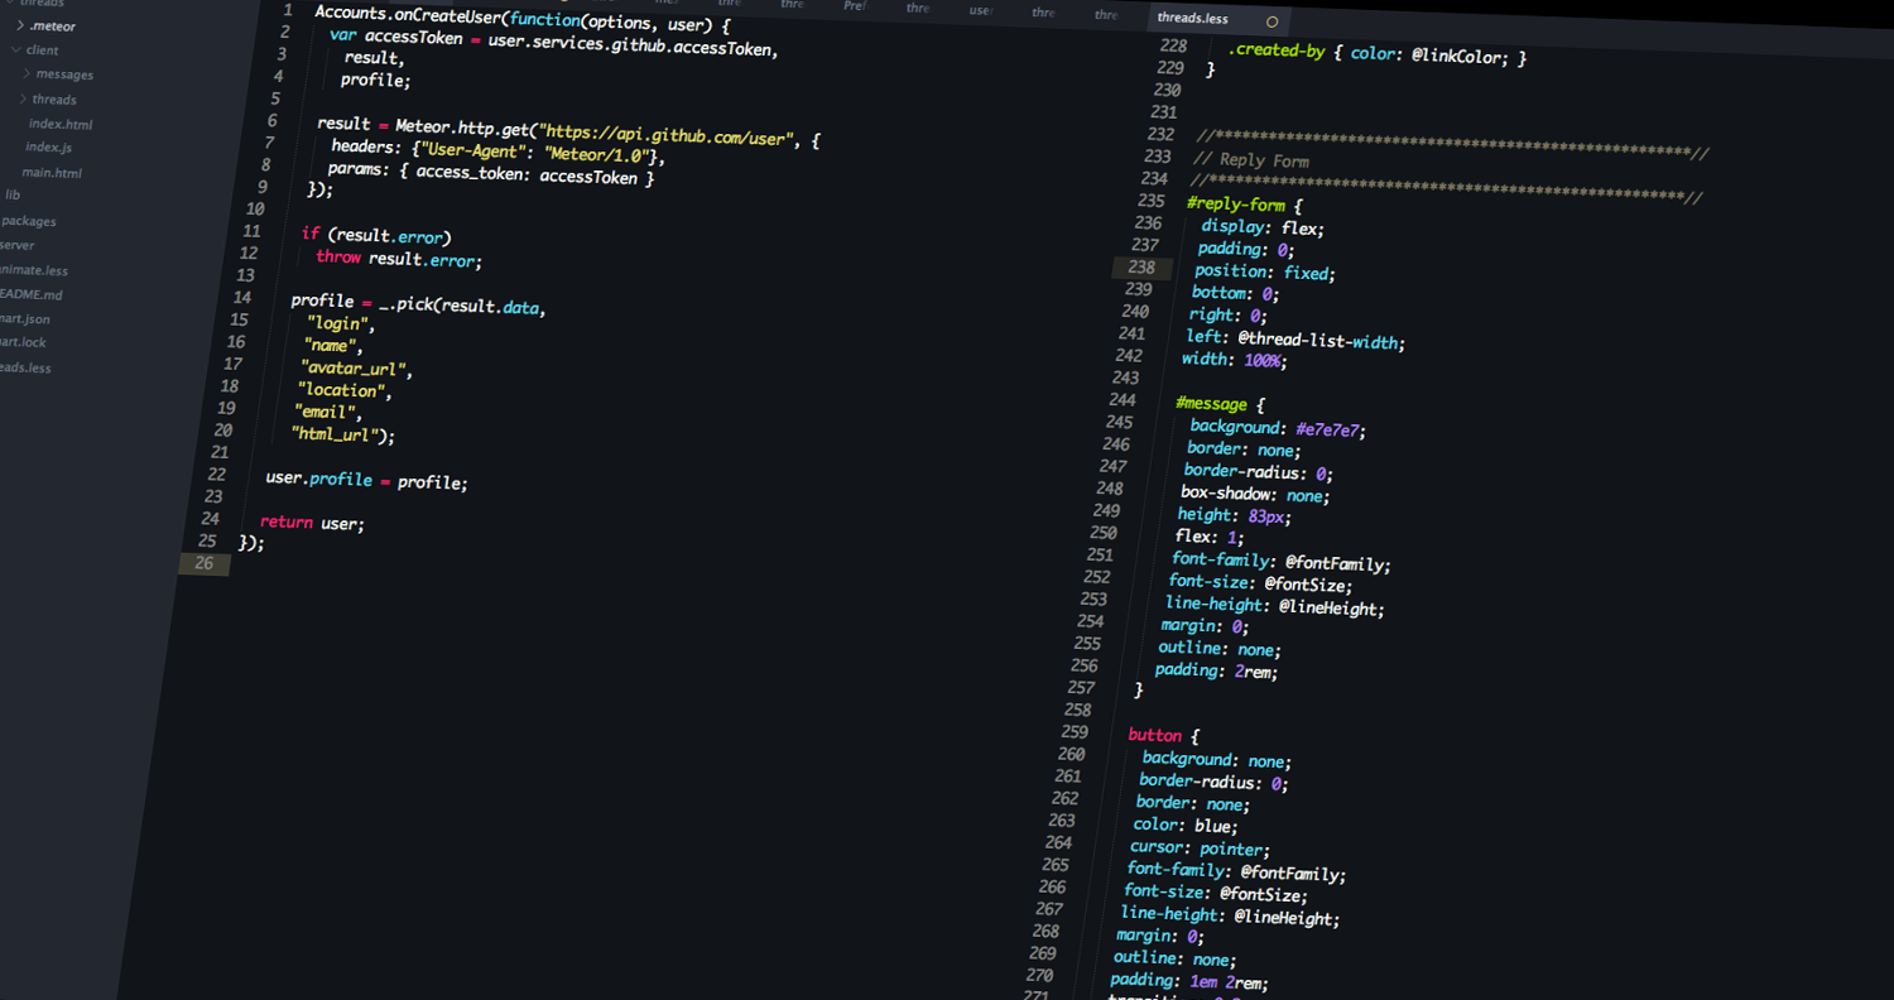 threads
.meteor
client
messages
threads
index.html
index.js
main.html
lib
packages
server
animate.less
README.md
smart.json
smart.lock
threads.less
1 Accounts.onCreateUser(function(options, user) {
2 var accessToken = user.services.github.accessToken,
3 result,
4 profile;
5
6 result = Meteor.http.get("https://api.github.com/user", {
7 headers: {"User-Agent": "Meteor/1.0"},
8 params: { access_token: accessToken }
9 });
10
11 if (result.error)
12 throw result.error;
13
14 profile = _.pick(result.data,
15 "login",
16 "name",
17 "avatar_url",
18 "location",
19 "email",
20 "html_url");
21
22 user.profile = profile;
23
24 return user;
25 });
26
thre
thre
Pref
thre
use
thre
thre
threads.less
228 .created-by { color: @linkColor; }
229 }
230
231
232 //******************************************************//
233 // Reply Form
234 //******************************************************//
235 #reply-form {
236 display: flex;
237 padding: 0;
238 position: fixed;
239 bottom: 0;
240 right: 0;
241 left: @thread-list-width;
242 width: 100%;
243
244 #message {
245 background: #e7e7e7;
246 border: none;
247 border-radius: 0;
248 box-shadow: none;
249 height: 83px;
250 flex: 1;
251 font-family: @fontFamily;
252 font-size: @fontSize;
253 line-height: @lineHeight;
254 margin: 0;
255 outline: none;
256 padding: 2rem;
257 }
258
259 button {
260 background: none;
261 border-radius: 0;
262 border: none;
263 color: blue;
264 cursor: pointer;
265 font-family: @fontFamily;
266 font-size: @fontSize;
267 line-height: @lineHeight;
268 margin: 0;
269 outline: none;
270 padding: 1em 2rem;
271